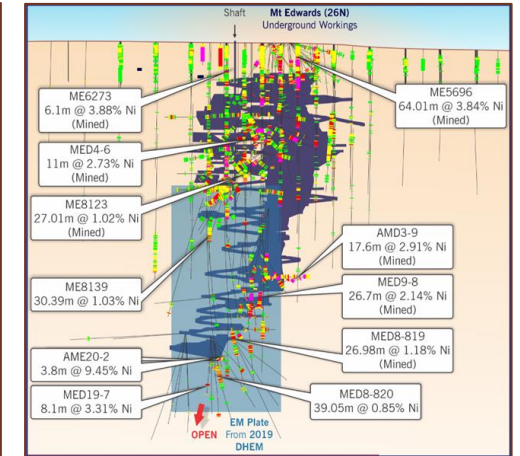 Shaft
Mt Edwards (26N)
Underground Workings
ME6273
6.1m @ 3.88% Ni
(Mined)
ME5696
64.01m @ 3.84% Ni
(Mined)
MED4-6
11m @ 2.73% Ni
(Mined)
ME8123
27.01m @ 1.02% Ni
(Mined)
AMD3-9
17.6m @ 2.91% Ni
(Mined)
ME8139
30.39m @ 1.03% Ni
MED9-8
26.7m @ 2.14% Ni
(Mined)
MED8-819
26.98m @ 1.18% Ni
(Mined)
AME20-2
3.8m @ 9.45% Ni
MED19-7
8.1m @ 3.31% Ni
MED8-820
39.05m @ 0.85% Ni
OPEN
EM Plate
From 2019
DHEM